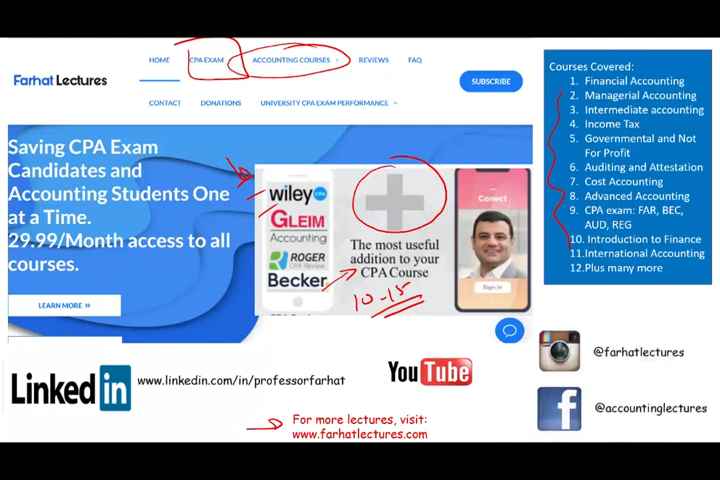 HOME
CPA EXAM
ACCOUNTING COURSES
REVIEWS
FAQ
Farhat Lectures
SUBSCRIBE
CONTACT
DONATIONS
UNIVERSITY CPA EXAM PERFORMANCE
Saving CPA Exam
Candidates and
Accounting Students One
at a Time.
29.99/Month access to all
courses.
LEARN MORE »
wiley CPA
GLEIM
Accounting
ROGER
CPA Review
Becker
The most useful
addition to your
CPA Course
10-15
Connect
Sign in
Courses Covered:
1. Financial Accounting
2. Managerial Accounting
3. Intermediate accounting
4. Income Tax
5. Governmental and Not
For Profit
6. Auditing and Attestation
7. Cost Accounting
8. Advanced Accounting
9. CPA exam: FAR, BEC,
AUD, REG
10. Introduction to Finance
11.International Accounting
12.Plus many more
Linked in
www.linkedin.com/in/professorfarhat
YouTube
@farhatlectures
@accountinglectures
For more lectures, visit:
www.farhatlectures.com